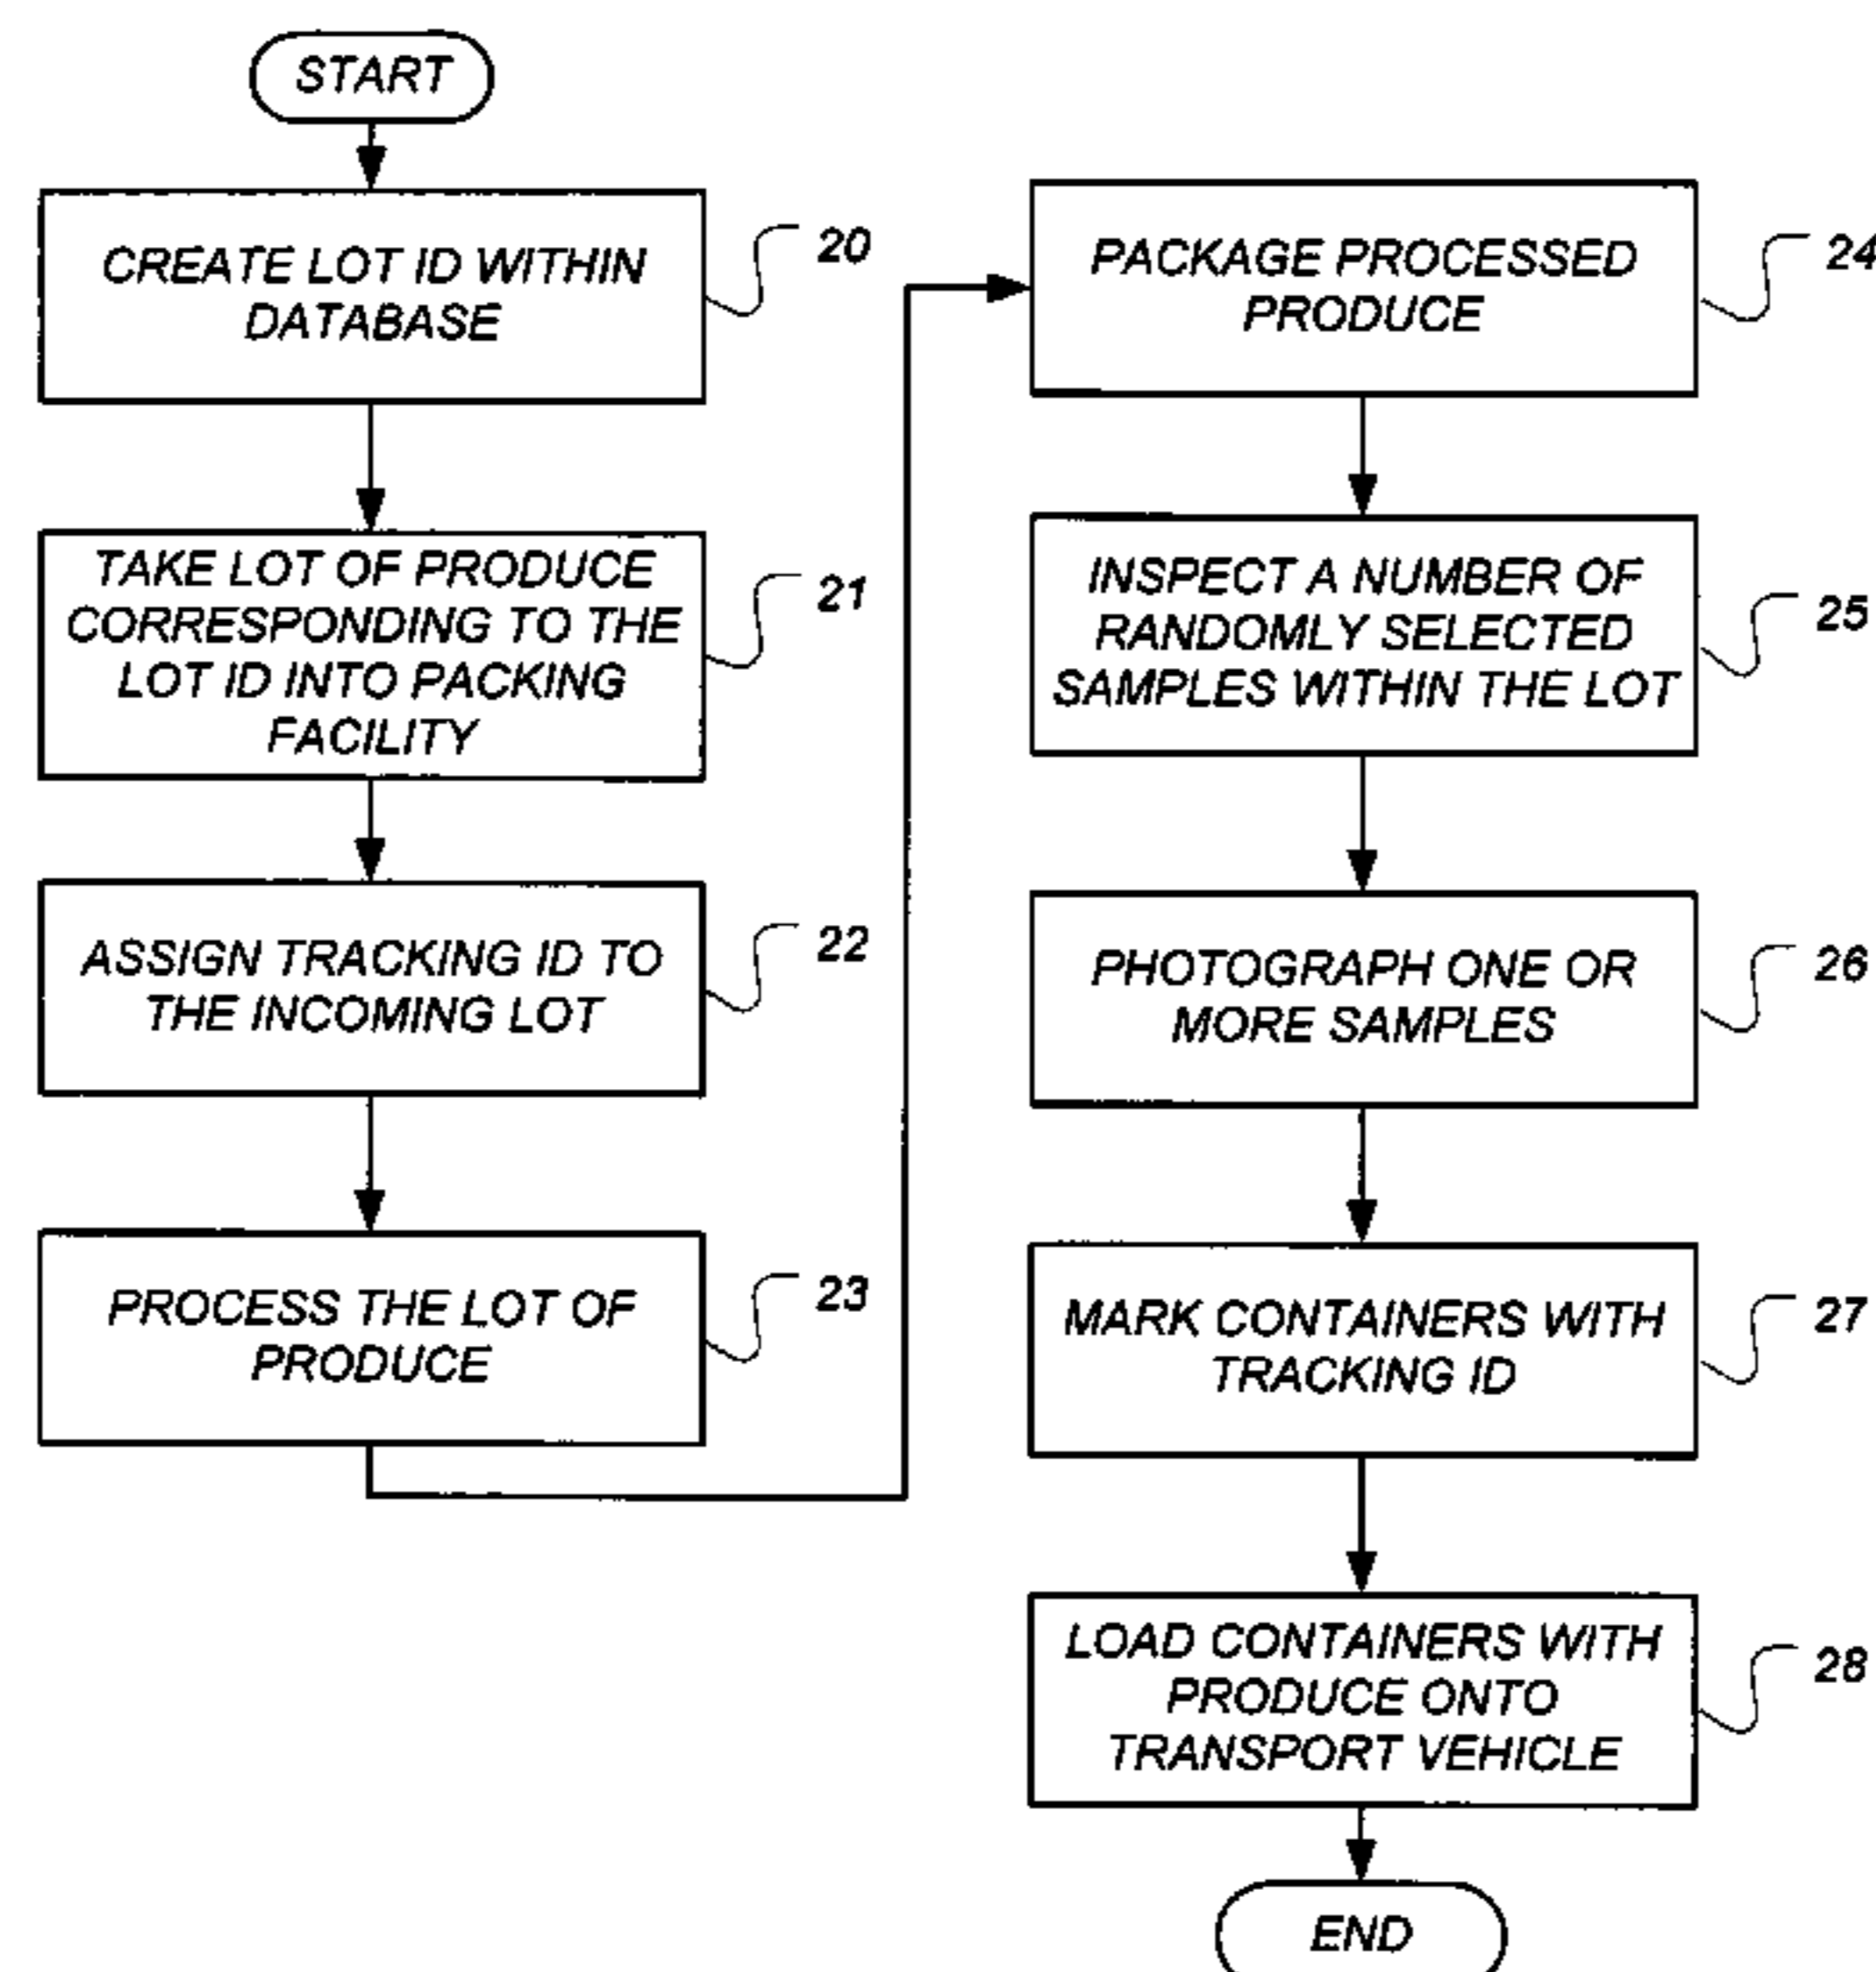 START
CREATE LOT ID WITHIN
DATABASE
20
TAKE LOT OF PRODUCE
CORRESPONDING TO THE
LOT ID INTO PACKING
FACILITY
21
ASSIGN TRACKING ID TO
THE INCOMING LOT
22
PROCESS THE LOT OF
PRODUCE
23
PACKAGE PROCESSED
PRODUCE
24
INSPECT A NUMBER OF
RANDOMLY SELECTED
SAMPLES WITHIN THE LOT
25
PHOTOGRAPH ONE OR
MORE SAMPLES
26
MARK CONTAINERS WITH
TRACKING ID
27
LOAD CONTAINERS WITH
PRODUCE ONTO
TRANSPORT VEHICLE
28
END